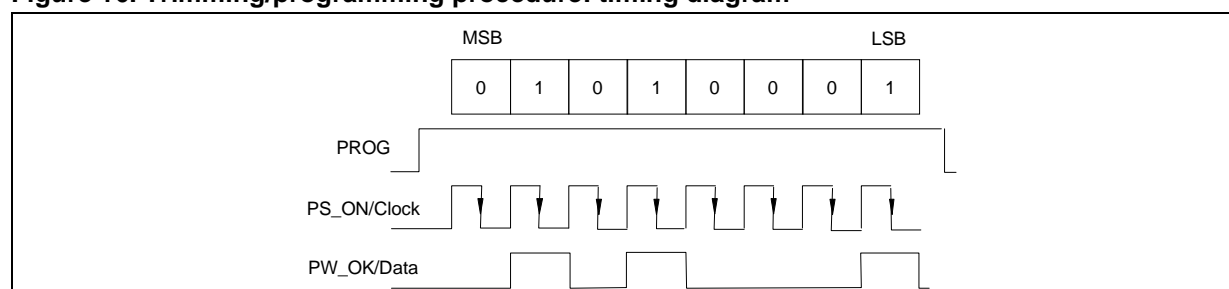 Figure 10. Trimming/programming procedure: timing diagram
MSB LSB
0 1 0 1 0 0 0 1
PROG
PS_ON/Clock
PW_OK/Data